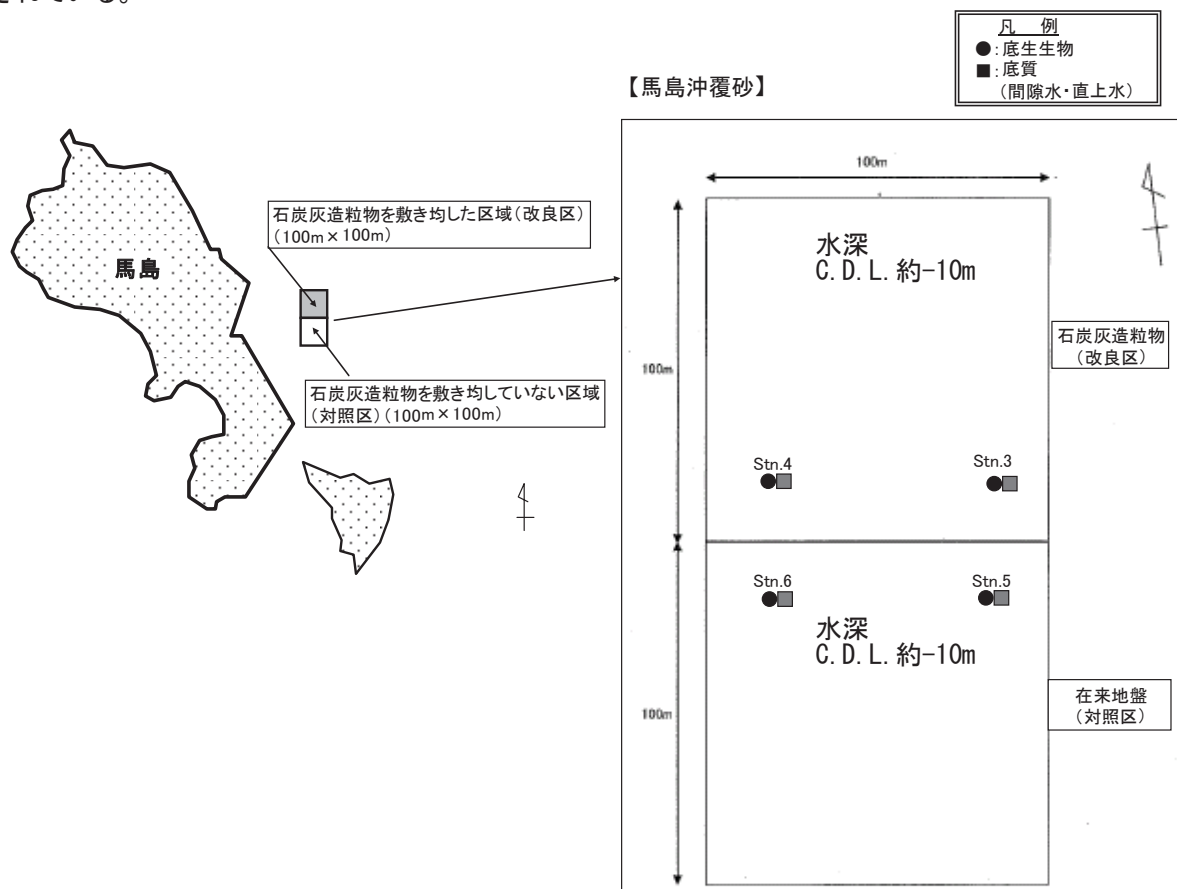 されている。
凡 例
●:底生生物
■:底質
(間隙水・直上水)
【馬島沖覆砂】
100m
石炭灰造粒物を敷き均した区域(改良区)
(100m×100m)
馬島
水深
C.D.L.約-10m
石炭灰造粒物
(改良区)
100m
石炭灰造粒物を敷き均していない区域
(対照区)(100m×100m)
Stn.4
Stn.3
Stn.6
Stn.5
水深
C.D.L.約-10m
在来地盤
(対照区)
100m